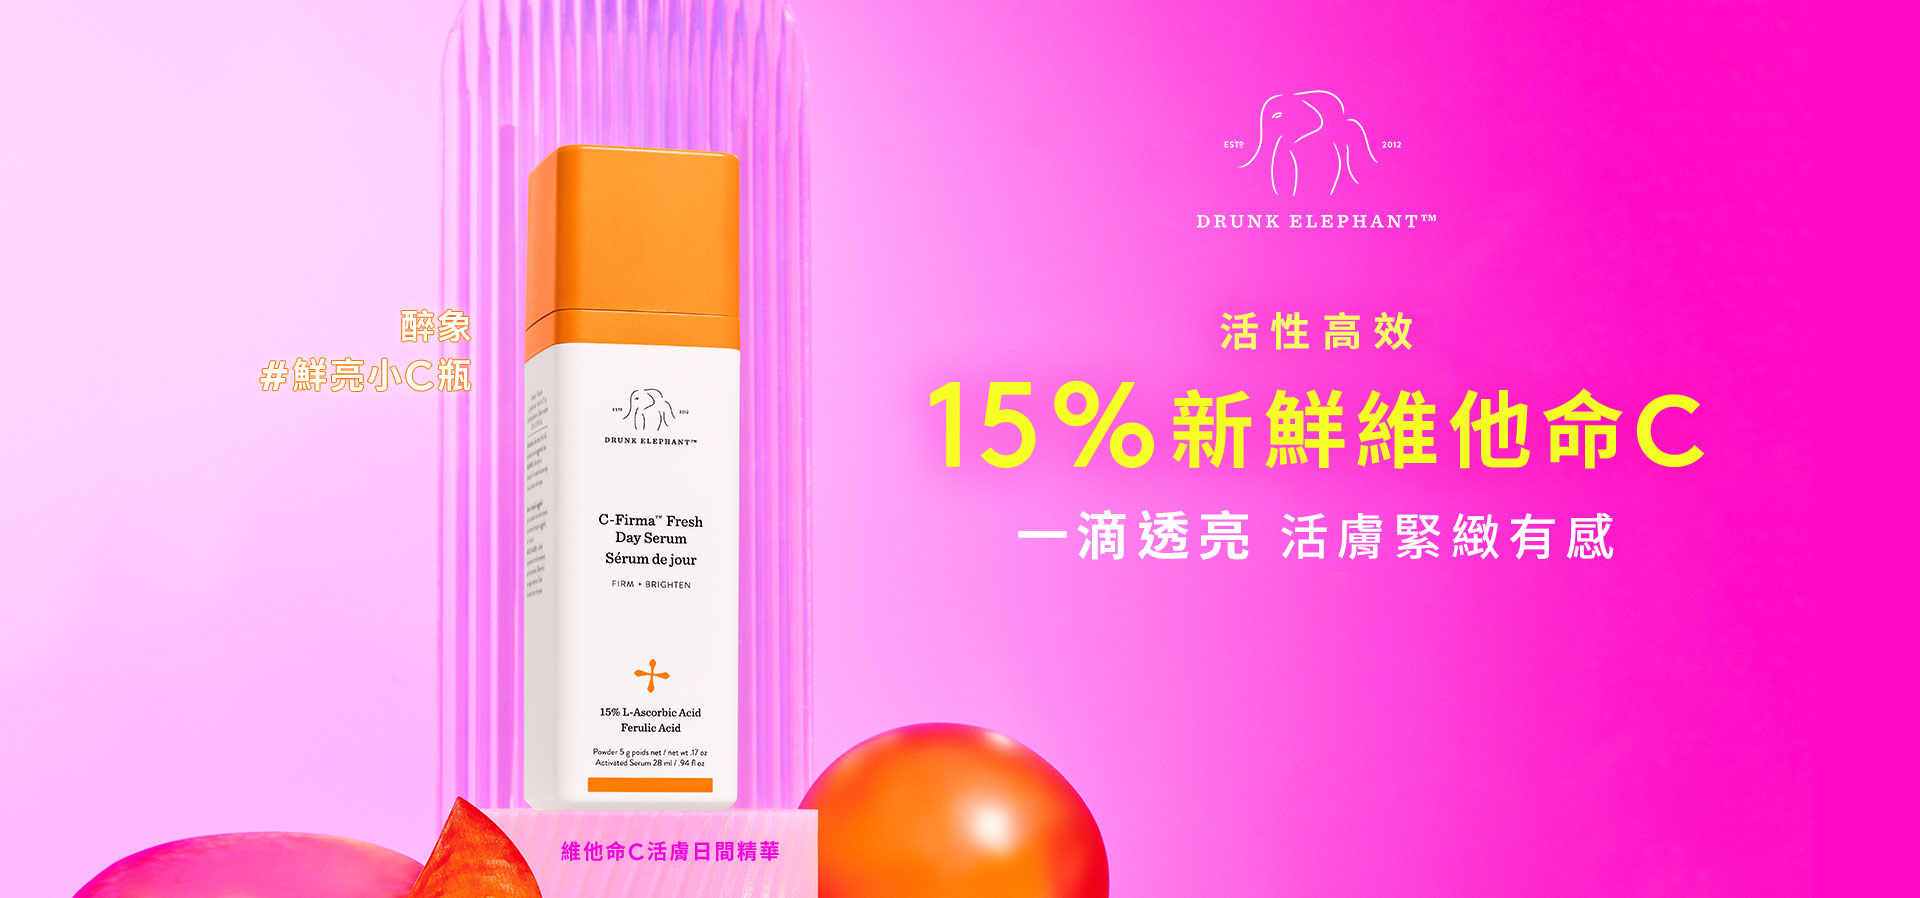 ESTD 2012
DRUNK ELEPHANT™
活性高效
15%新鮮維他命C
一滴透亮 活膚緊緻有感
醉象
#鮮亮小C瓶
ESTD 2012
DRUNK ELEPHANT™
C-Firma™ Fresh
Day Serum
Sérum de jour
FIRM • BRIGHTEN
15% L-Ascorbic Acid
Ferulic Acid
Powder 5 g poids net / net wt .17 oz
Activated Serum 28 ml / .94 fl oz
維他命C活膚日間精華